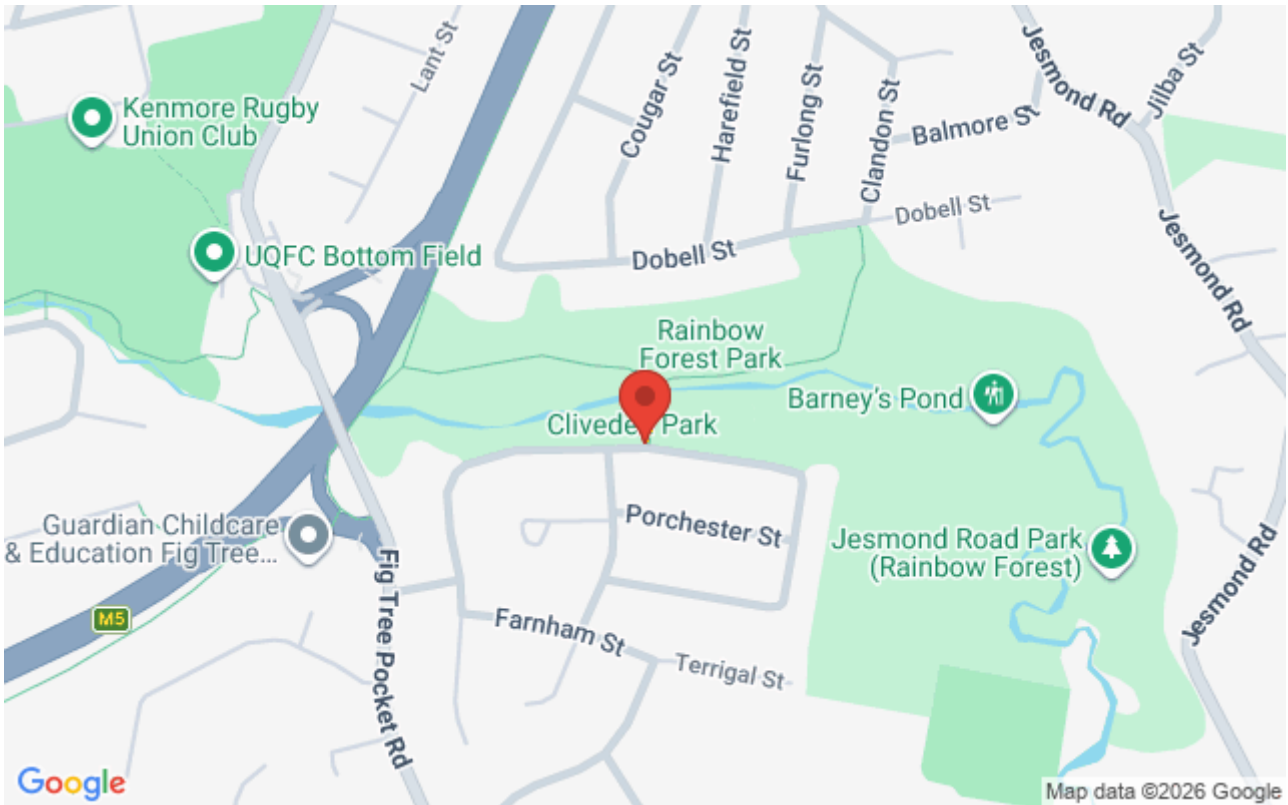 Lant St
Cougar St
Harefield St
Furlong St
Clandon St
Balmore St
Jesmond Rd
Jilba St
Kenmore Rugby
Union Club
UQFC Bottom Field
Dobell St
Dobell St
Jesmond Rd
Rainbow
Forest Park
Barney's Pond
Cliveden Park
Porchester St
Guardian Childcare
& Education Fig Tree...
Jesmond Road Park
(Rainbow Forest)
Jesmond Rd
M5
Fig Tree Pocket Rd
Farnham St
Terrigal St
Google
Map data ©2026 Google